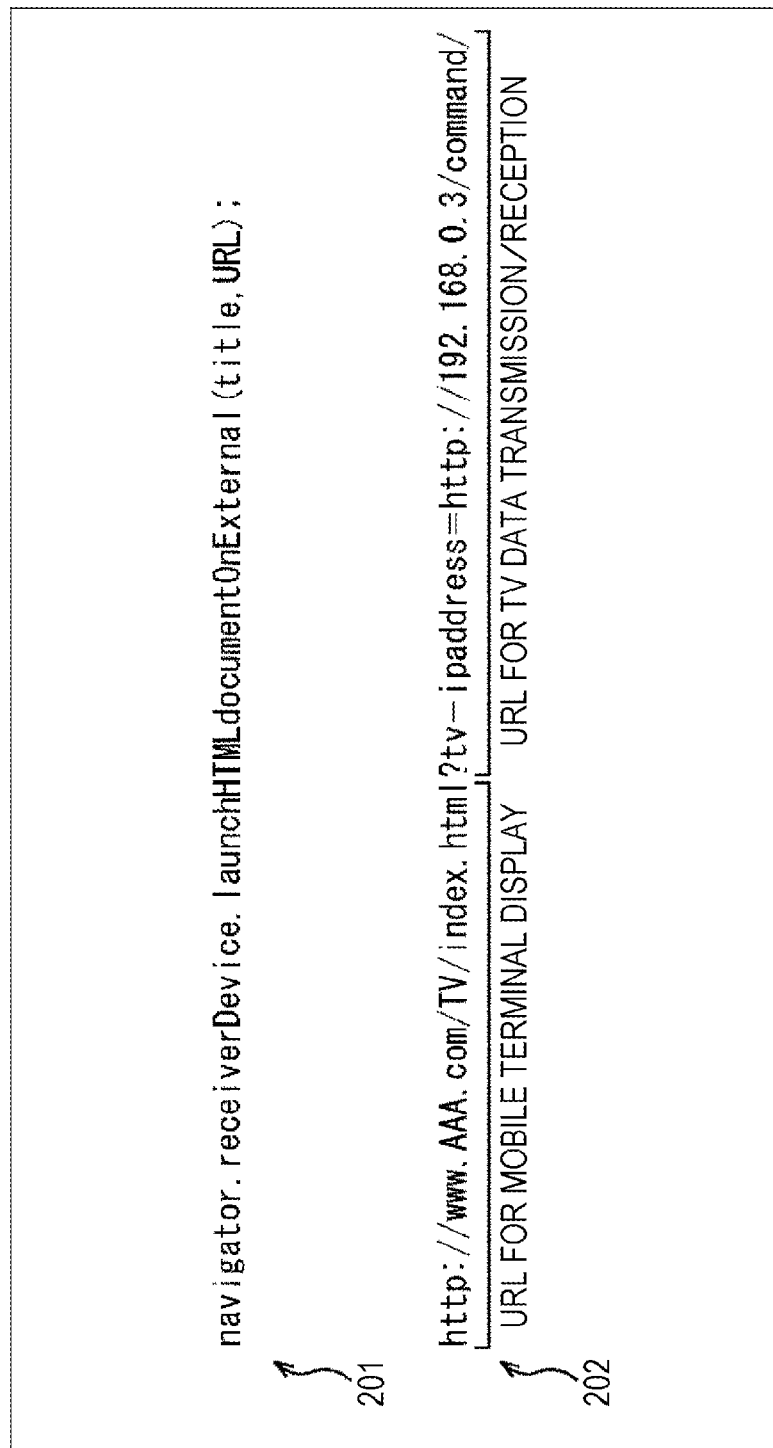 navigator.receiverDevice.launchHTMLdocumentOnExternal(title,URL);
201
http://www.AAA.com/TV/index.html?tv-ipaddress=http://192.168.0.3/command/
URL FOR MOBILE TERMINAL DISPLAY
URL FOR TV DATA TRANSMISSION/RECEPTION
202